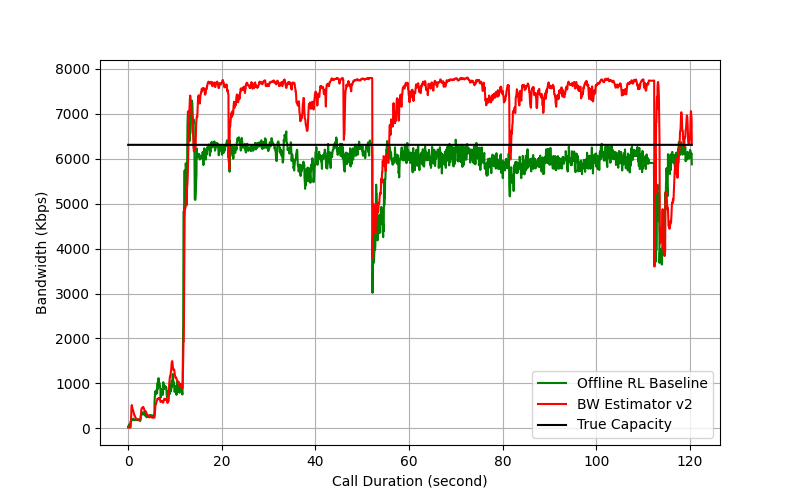 8000
7000
6000
5000
4000
3000
2000
1000
0
Bandwidth (Kbps)
Offline RL Baseline
BW Estimator v2
True Capacity
0 20 40 60 80 100 120
Call Duration (second)